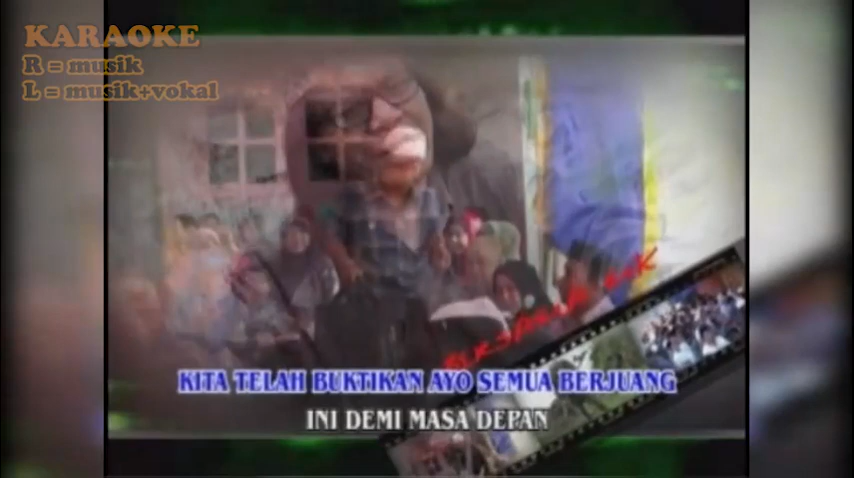 KARAOKE
R = musik
L = musik+vokal
KITA TELAH BUKTIKAN AYO SEMUA BERJUANG
INI DEMI MASA DEPAN